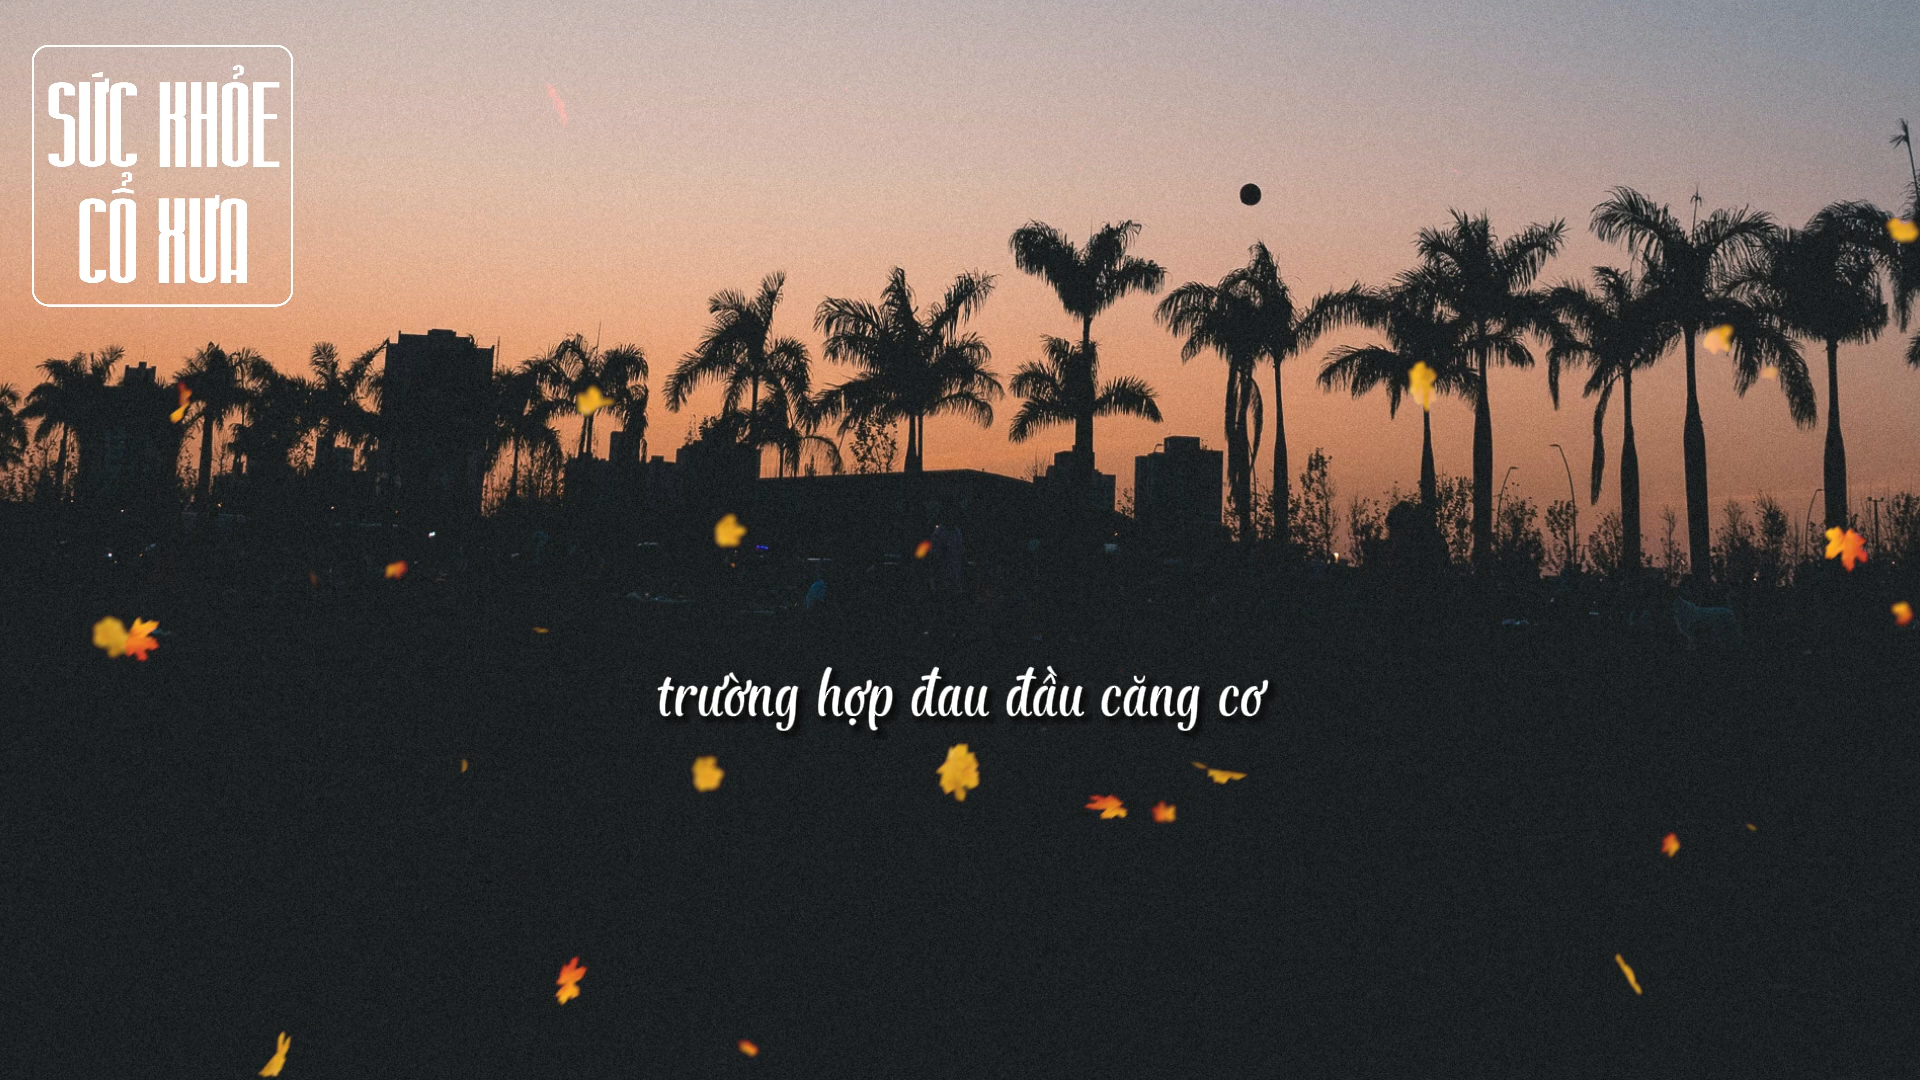 SỨC KHỎE
CỔ XƯA
trường hợp đau đầu căng cơ